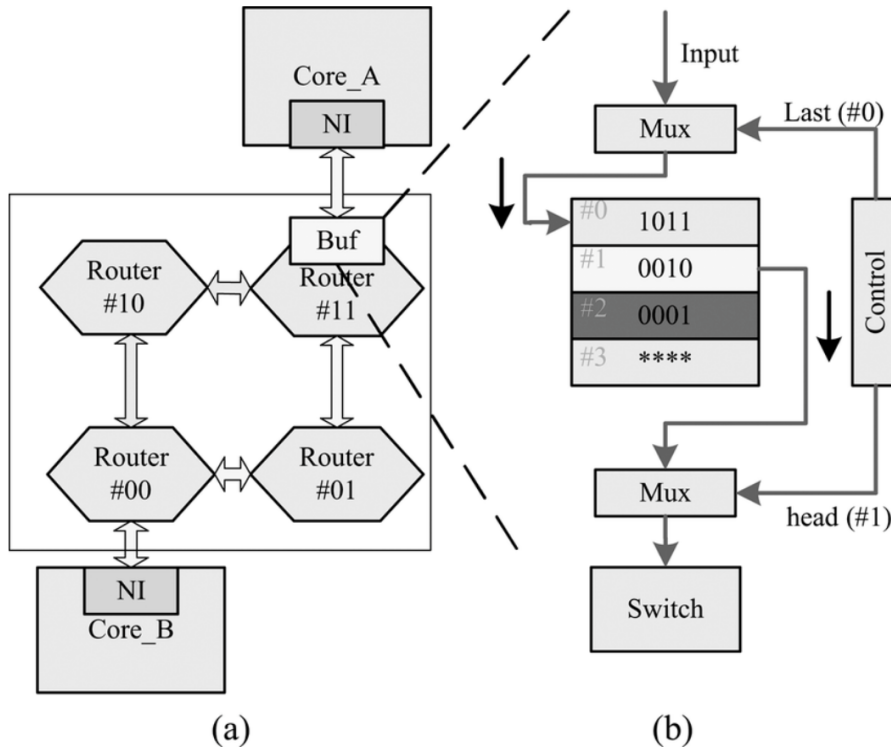 Core_A
NI
Buf
Router
#10
Router
#11
Router
#00
Router
#01
NI
Core_B
(a)
Input
Mux
Last (#0)
#0 1011
#1 0010
#2 0001
#3 ****
Control
Mux
head (#1)
Switch
(b)